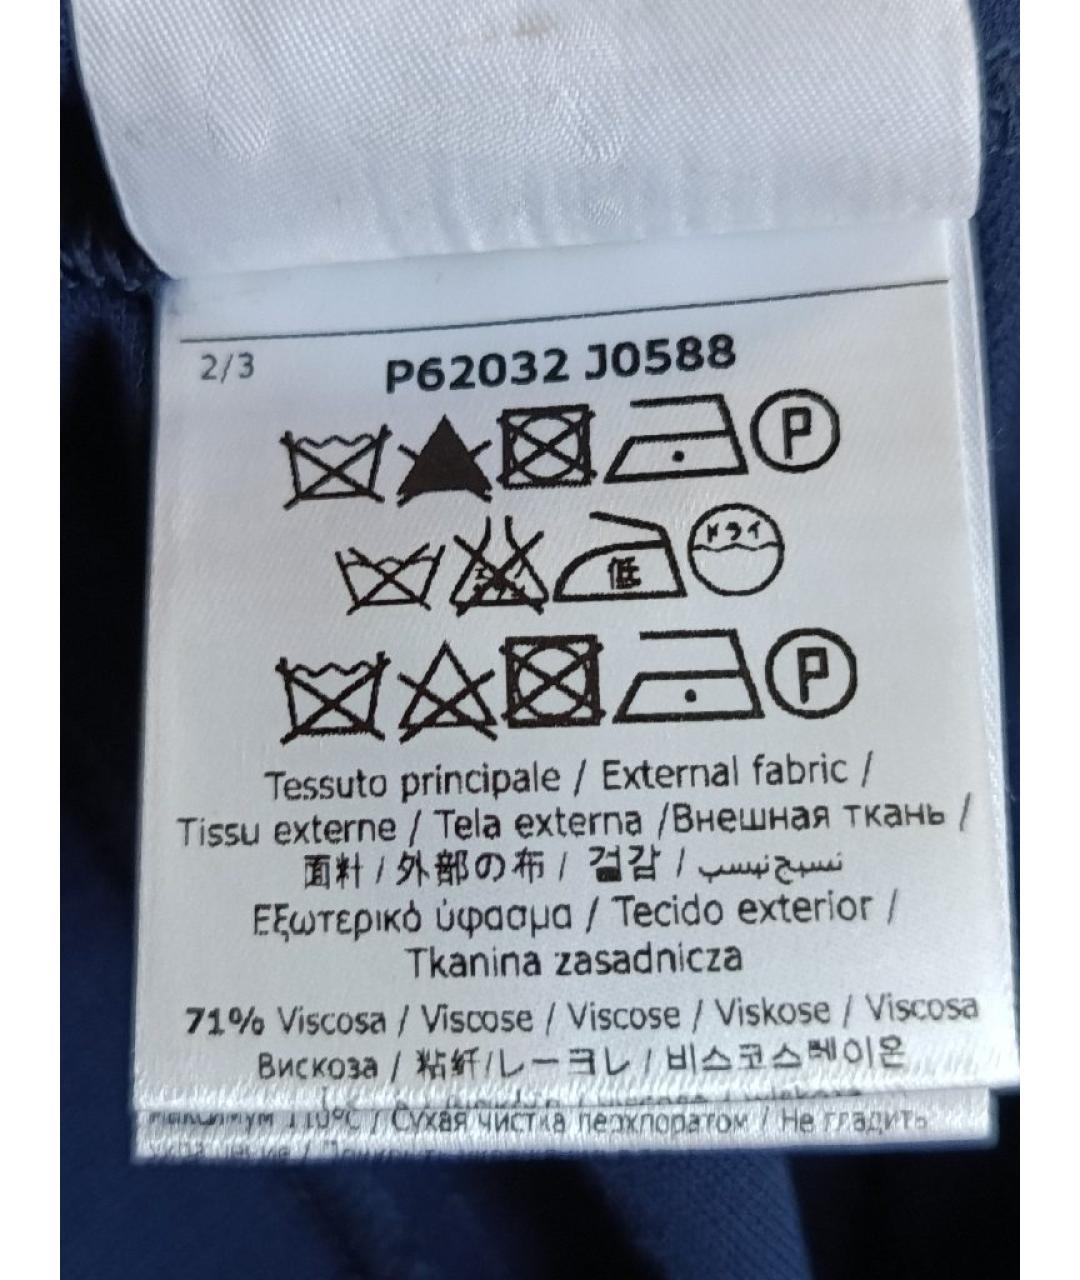 2/3
P62032 J0588
P
低
ドライ
P
Tessuto principale / External fabric /
Tissu externe / Tela externa /Внешная ткань /
面料 / 外部の布 / 겉감 /
Εξωτερικό ύφασμα / Tecido exterior /
Tkanina zasadnicza
71% Viscosa / Viscose / Viscose / Viskose / Viscosa
Вискоза / 粘纤/レーヨレ / 비스코스레이온
110°C / Сухая чистка перхлоратом / Не гладить